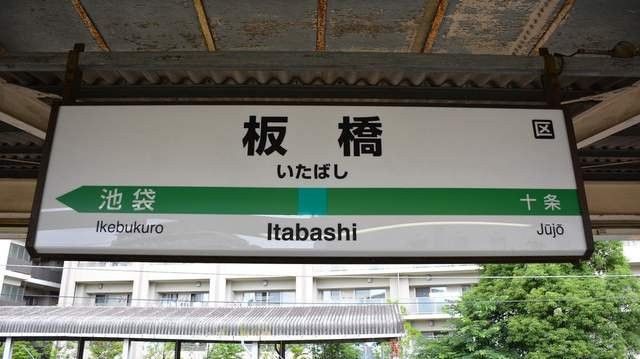 板橋
区
いたばし
池袋 十条
Ikebukuro Itabashi Jūjō